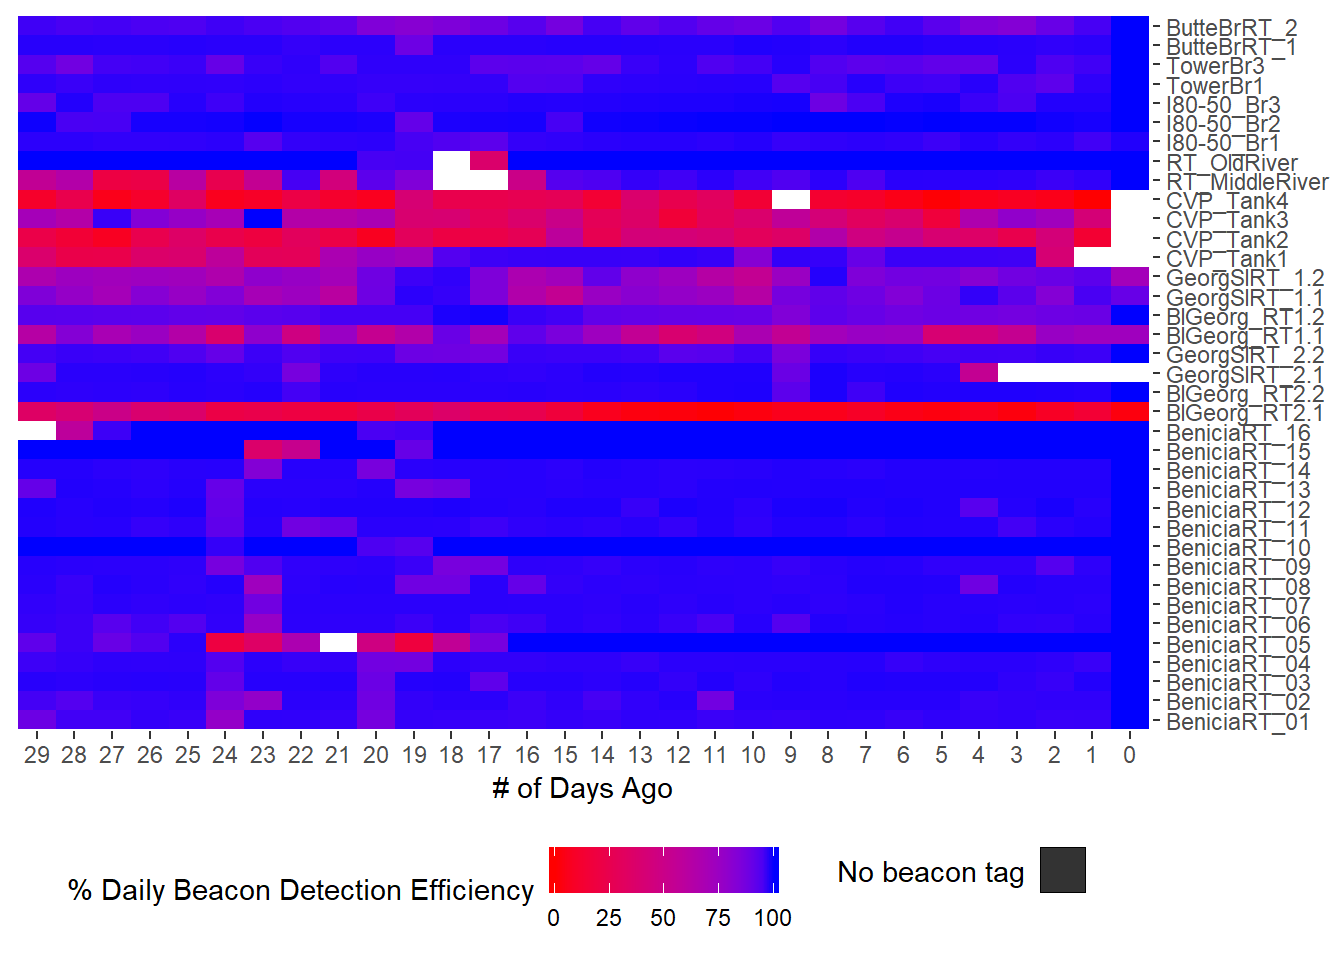 ButteBrRT_2
ButteBrRT_1
TowerBr3
TowerBr1
I80-50_Br3
I80-50_Br2
I80-50_Br1
RT_OldRiver
RT_MiddleRiver
CVP_Tank4
CVP_Tank3
CVP_Tank2
CVP_Tank1
GeorgSlRT_1.2
GeorgSlRT_1.1
BlGeorg_RT1.2
BlGeorg_RT1.1
GeorgSlRT_2.2
GeorgSlRT_2.1
BlGeorg_RT2.2
BlGeorg_RT2.1
BeniciaRT_16
BeniciaRT_15
BeniciaRT_14
BeniciaRT_13
BeniciaRT_12
BeniciaRT_11
BeniciaRT_10
BeniciaRT_09
BeniciaRT_08
BeniciaRT_07
BeniciaRT_06
BeniciaRT_05
BeniciaRT_04
BeniciaRT_03
BeniciaRT_02
BeniciaRT_01
29 28 27 26 25 24 23 22 21 20 19 18 17 16 15 14 13 12 11 10 9 8 7 6 5 4 3 2 1 0
# of Days Ago
% Daily Beacon Detection Efficiency
0 25 50 75 100
No beacon tag